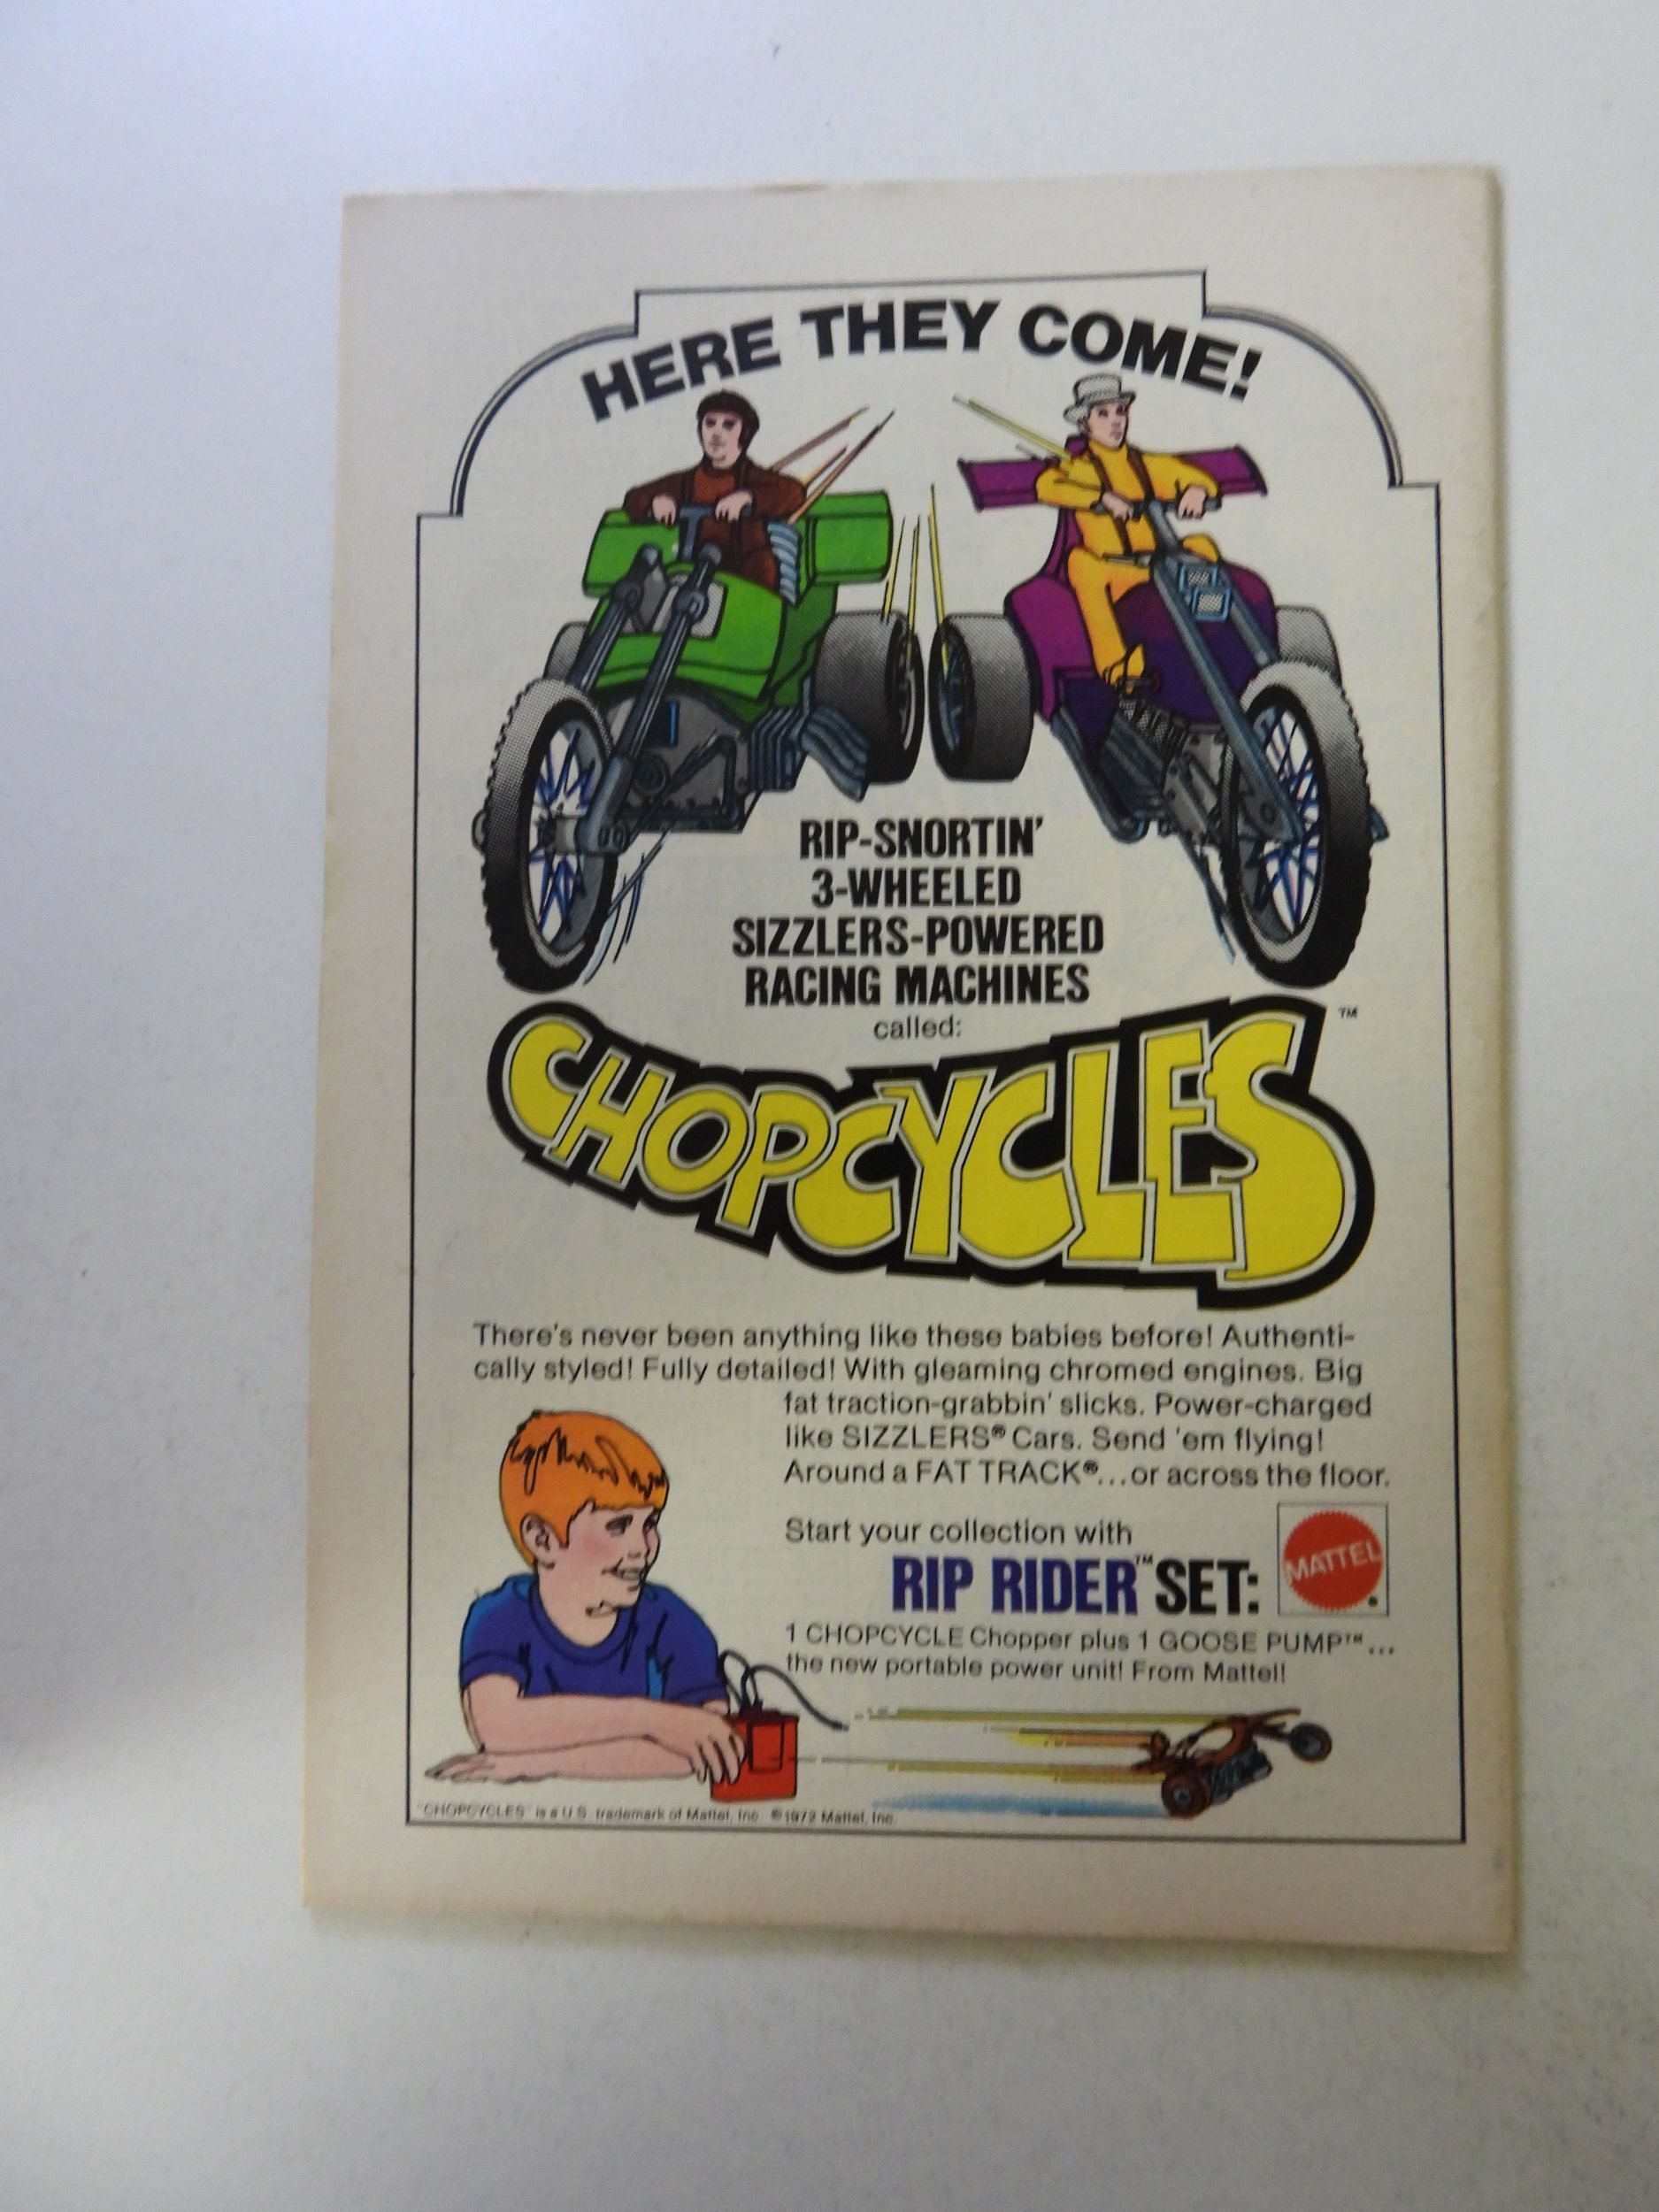 HERE THEY COME!
RIP-SNORTIN'
3-WHEELED
SIZZLERS-POWERED
RACING MACHINES
called:
CHOPCYCLES™
There's never been anything like these babies before! Authenti-
cally styled! Fully detailed! With gleaming chromed engines. Big
fat traction-grabbin' slicks. Power-charged
like SIZZLERS® Cars. Send 'em flying!
Around a FAT TRACK®...or across the floor.
Start your collection with
RIP RIDER™ SET:
MATTEL®
1 CHOPCYCLE Chopper plus 1 GOOSE PUMP™...
the new portable power unit! From Mattel!
"CHOPCYCLES" is a U.S. trademark of Mattel, Inc. ©1972 Mattel, Inc.